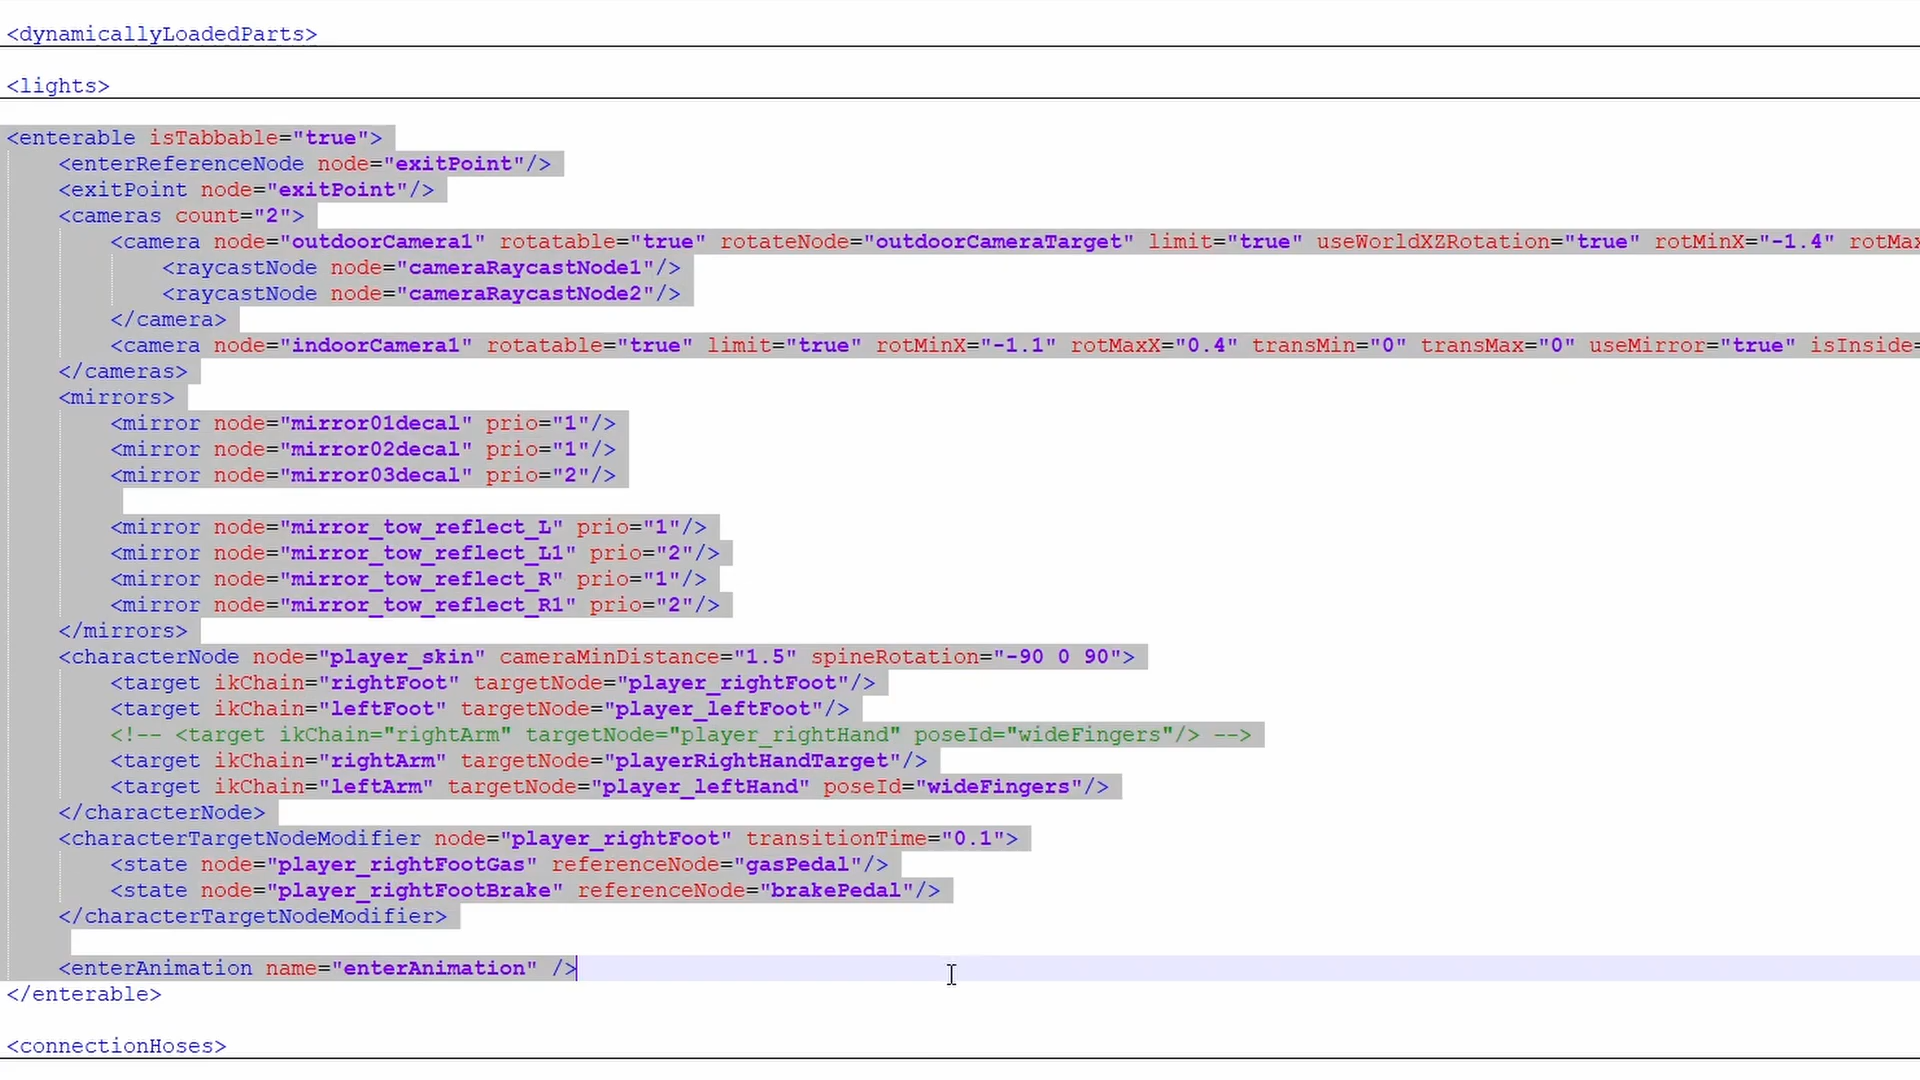 <dynamicallyLoadedParts>
<lights>
<enterable isTabbable="true">
<enterReferenceNode node="exitPoint"/>
<exitPoint node="exitPoint"/>
<cameras count="2">
<camera node="outdoorCamera1" rotatable="true" rotateNode="outdoorCameraTarget" limit="true" useWorldXZRotation="true" rotMinX="-1.4" rotMax
<raycastNode node="cameraRaycastNode1"/>
<raycastNode node="cameraRaycastNode2"/>
</camera>
<camera node="indoorCamera1" rotatable="true" limit="true" rotMinX="-1.1" rotMaxX="0.4" transMin="0" transMax="0" useMirror="true" isInside=
</cameras>
<mirrors>
<mirror node="mirror01decal" prio="1"/>
<mirror node="mirror02decal" prio="1"/>
<mirror node="mirror03decal" prio="2"/>
<mirror node="mirror_tow_reflect_L" prio="1"/>
<mirror node="mirror_tow_reflect_L1" prio="2"/>
<mirror node="mirror_tow_reflect_R" prio="1"/>
<mirror node="mirror_tow_reflect_R1" prio="2"/>
</mirrors>
<characterNode node="player_skin" cameraMinDistance="1.5" spineRotation="-90 0 90">
<target ikChain="rightFoot" targetNode="player_rightFoot"/>
<target ikChain="leftFoot" targetNode="player_leftFoot"/>
<!-- <target ikChain="rightArm" targetNode="player_rightHand" poseId="wideFingers"/> -->
<target ikChain="rightArm" targetNode="playerRightHandTarget"/>
<target ikChain="leftArm" targetNode="player_leftHand" poseId="wideFingers"/>
</characterNode>
<characterTargetNodeModifier node="player_rightFoot" transitionTime="0.1">
<state node="player_rightFootGas" referenceNode="gasPedal"/>
<state node="player_rightFootBrake" referenceNode="brakePedal"/>
</characterTargetNodeModifier>
<enterAnimation name="enterAnimation" />
</enterable>
<connectionHoses>